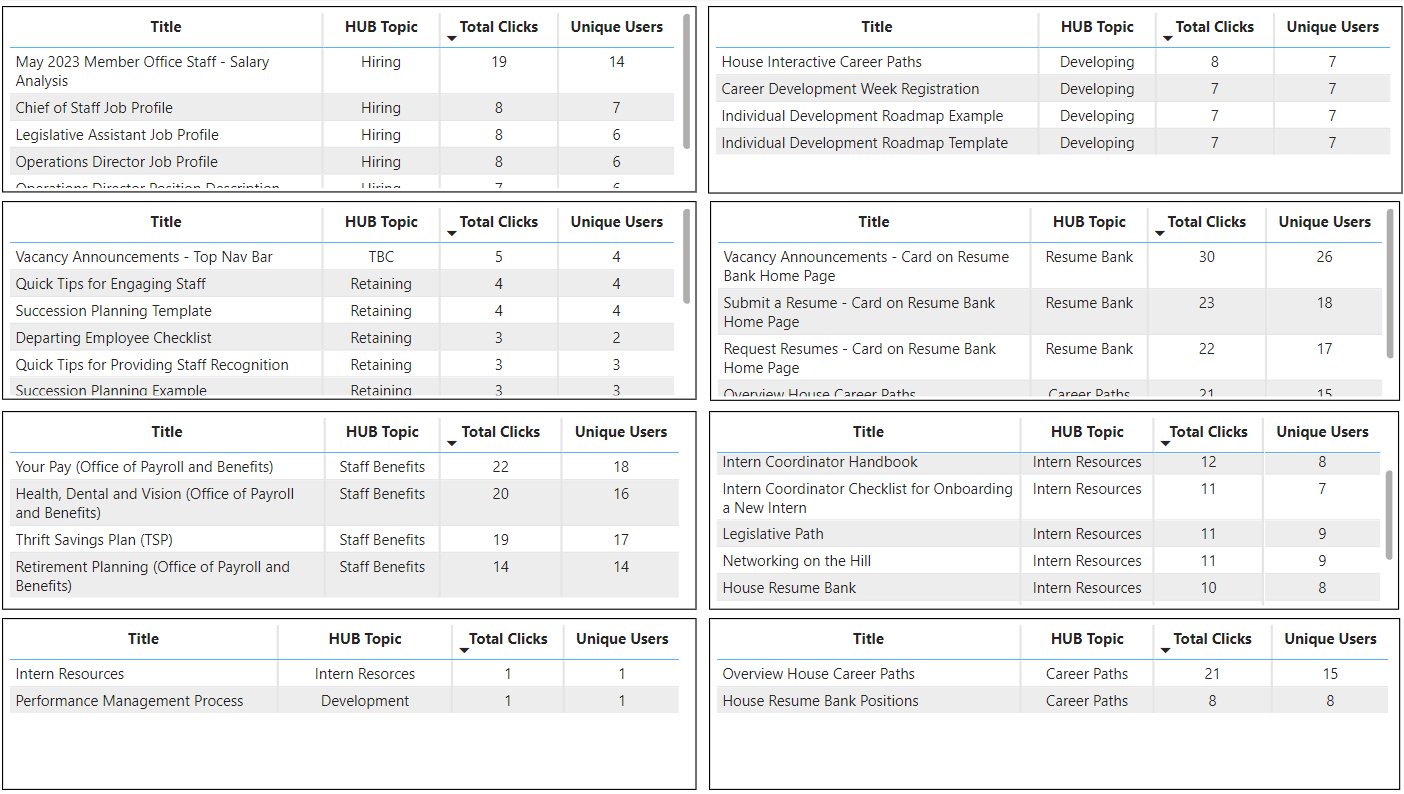 Title HUB Topic Total Clicks Unique Users
May 2023 Member Office Staff - Salary Hiring 19 14
Analysis
Chief of Staff Job Profile Hiring 8 7
Legislative Assistant Job Profile Hiring 8 6
Operations Director Job Profile Hiring 8 6
Operations Director Position Description Hiring 7 6
Title HUB Topic Total Clicks Unique Users
House Interactive Career Paths Developing 8 7
Career Development Week Registration Developing 7 7
Individual Development Roadmap Example Developing 7 7
Individual Development Roadmap Template Developing 7 7
Title HUB Topic Total Clicks Unique Users
Vacancy Announcements - Top Nav Bar TBC 5 4
Quick Tips for Engaging Staff Retaining 4 4
Succession Planning Template Retaining 4 4
Departing Employee Checklist Retaining 3 2
Quick Tips for Providing Staff Recognition Retaining 3 3
Succession Planning Example Retaining 3 3
Title HUB Topic Total Clicks Unique Users
Vacancy Announcements - Card on Resume Resume Bank 30 26
Bank Home Page
Submit a Resume - Card on Resume Bank Resume Bank 23 18
Home Page
Request Resumes - Card on Resume Bank Resume Bank 22 17
Home Page
Overview House Career Paths Career Paths 21 15
Title HUB Topic Total Clicks Unique Users
Your Pay (Office of Payroll and Benefits) Staff Benefits 22 18
Health, Dental and Vision (Office of Payroll Staff Benefits 20 16
and Benefits)
Thrift Savings Plan (TSP) Staff Benefits 19 17
Retirement Planning (Office of Payroll and Staff Benefits 14 14
Benefits)
Title HUB Topic Total Clicks Unique Users
Intern Coordinator Handbook Intern Resources 12 8
Intern Coordinator Checklist for Onboarding Intern Resources 11 7
a New Intern
Legislative Path Intern Resources 11 9
Networking on the Hill Intern Resources 11 9
House Resume Bank Intern Resources 10 8
Title HUB Topic Total Clicks Unique Users
Intern Resources Intern Resorces 1 1
Performance Management Process Development 1 1
Title HUB Topic Total Clicks Unique Users
Overview House Career Paths Career Paths 21 15
House Resume Bank Positions Career Paths 8 8